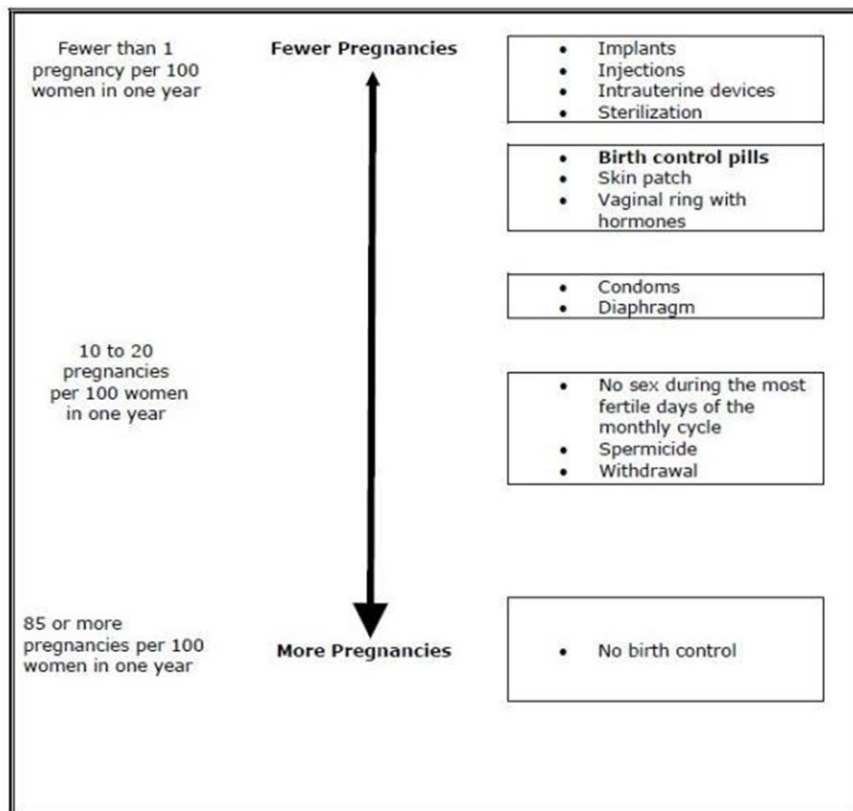 Fewer than 1
pregnancy per 100
women in one year
Fewer Pregnancies
• Implants
• Injections
• Intrauterine devices
• Sterilization
• Birth control pills
• Skin patch
• Vaginal ring with
hormones
• Condoms
• Diaphragm
10 to 20
pregnancies
per 100 women
in one year
• No sex during the most
fertile days of the
monthly cycle
• Spermicide
• Withdrawal
85 or more
pregnancies per 100
women in one year
More Pregnancies
• No birth control